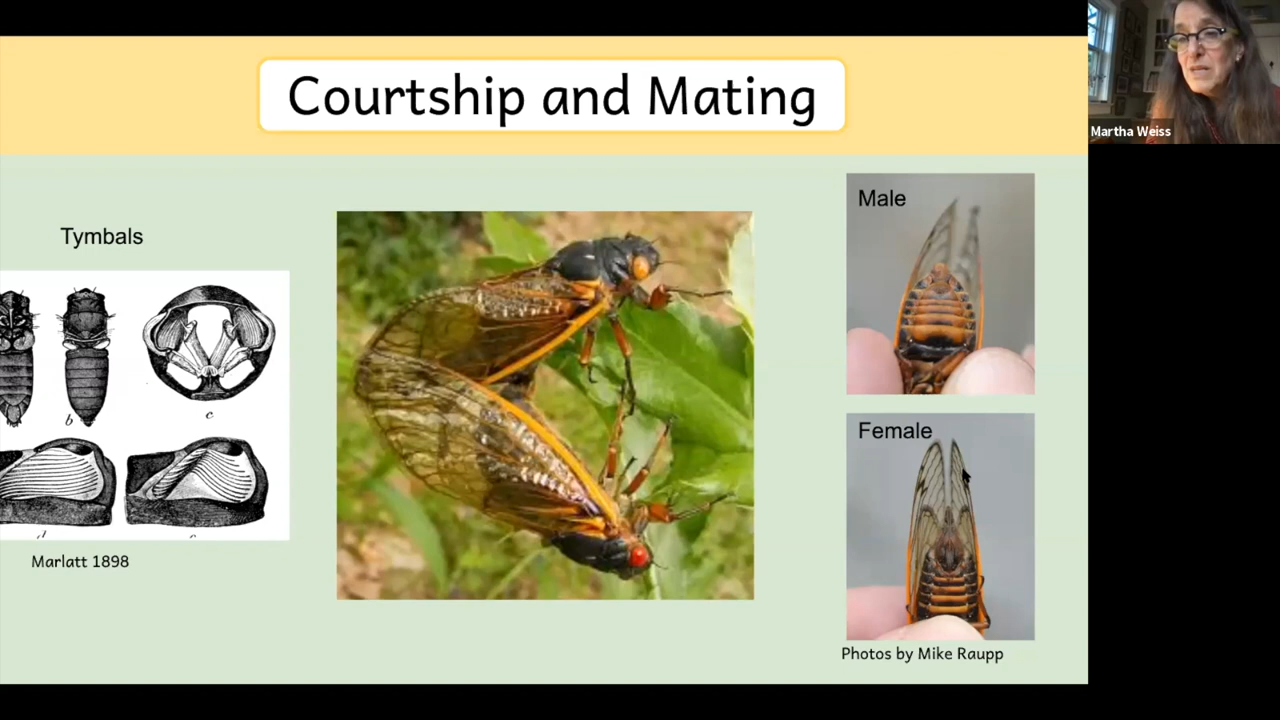 Courtship and Mating
Martha Weiss
Tymbals
b
c
d
Marlatt 1898
Male
Female
Photos by Mike Raupp